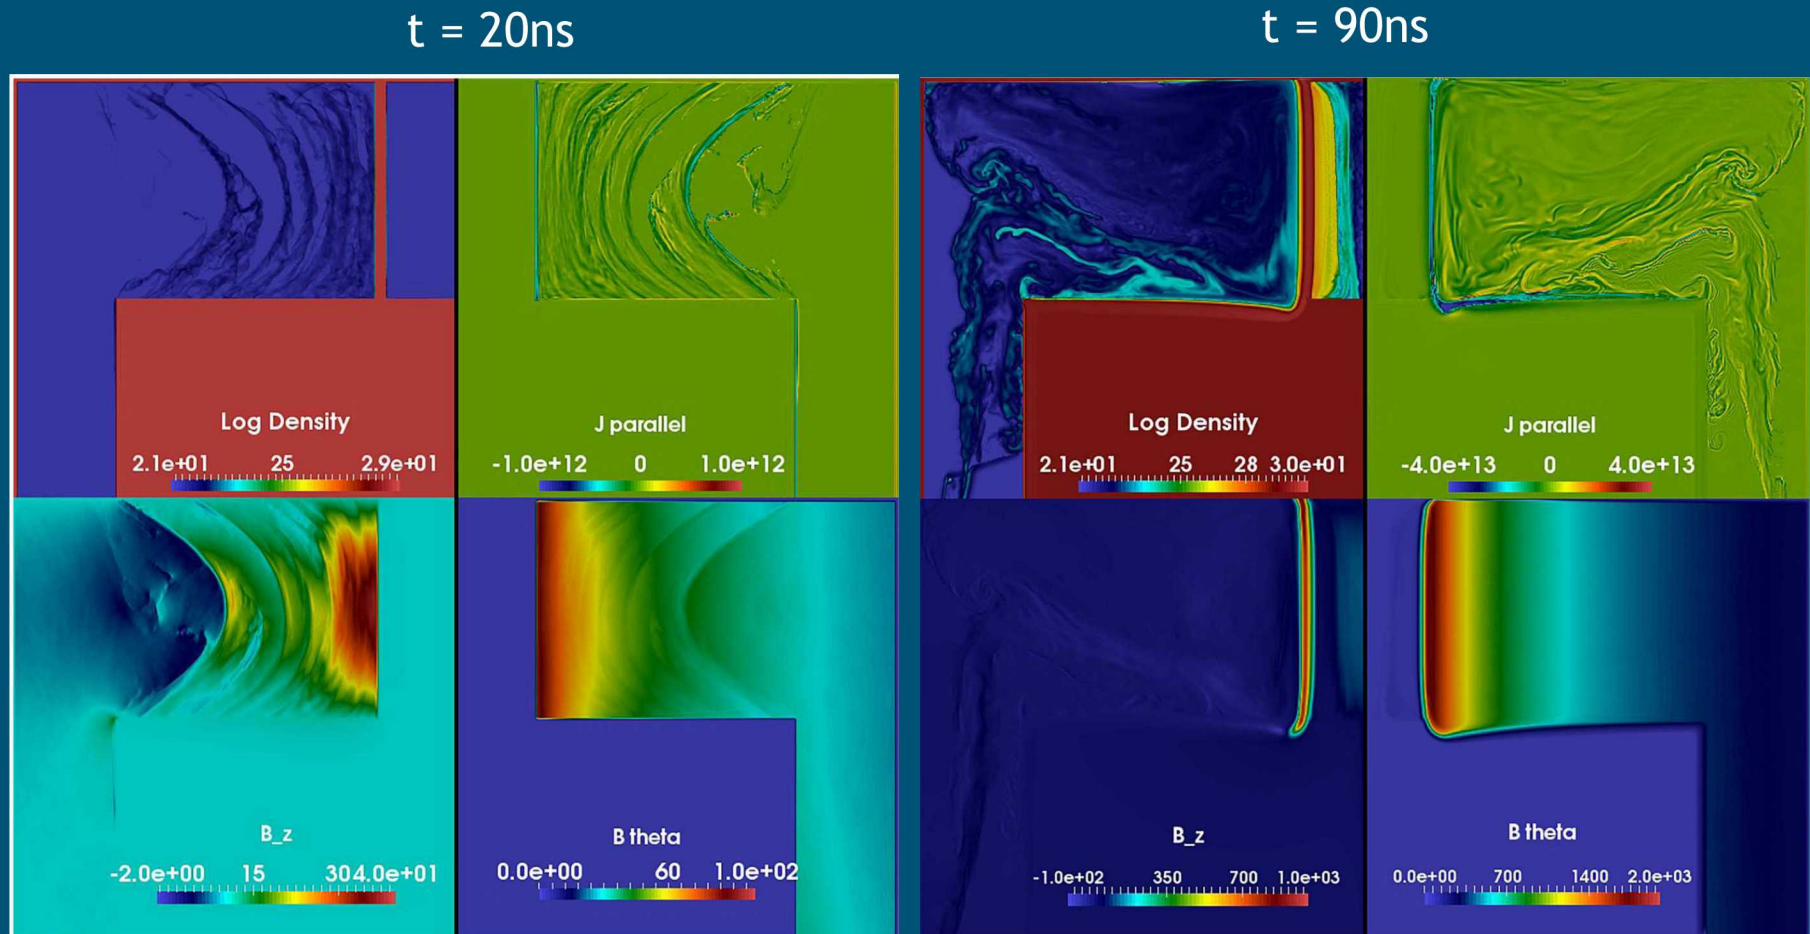 t = 20ns
t = 90ns
Log Density
2.1e+01 25 2.9e+01
J parallel
-1.0e+12 0 1.0e+12
Log Density
2.1e+01 25 28 3.0e+01
J parallel
-4.0e+13 0 4.0e+13
B_z
-2.0e+00 15 304.0e+01
B theta
0.0e+00 60 1.0e+02
B_z
-1.0e+02 350 700 1.0e+03
B theta
0.0e+00 700 1400 2.0e+03